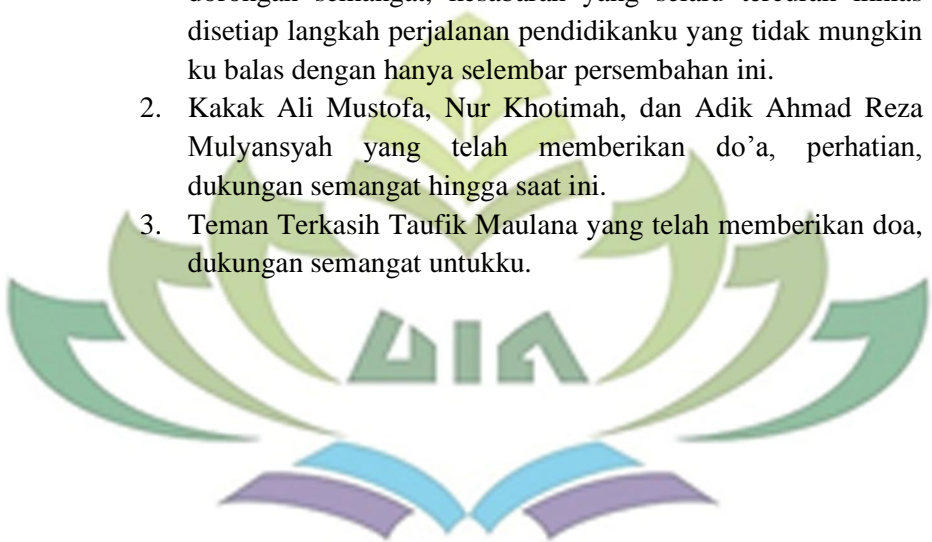 disetiap langkah perjalanan pendidikanku yang tidak mungkin
ku balas dengan hanya selembar persembahan ini.
2. Kakak Ali Mustofa, Nur Khotimah, dan Adik Ahmad Reza
Mulyansyah yang telah memberikan do’a, perhatian,
dukungan semangat hingga saat ini.
3. Teman Terkasih Taufik Maulana yang telah memberikan doa,
dukungan semangat untukku.
UIN